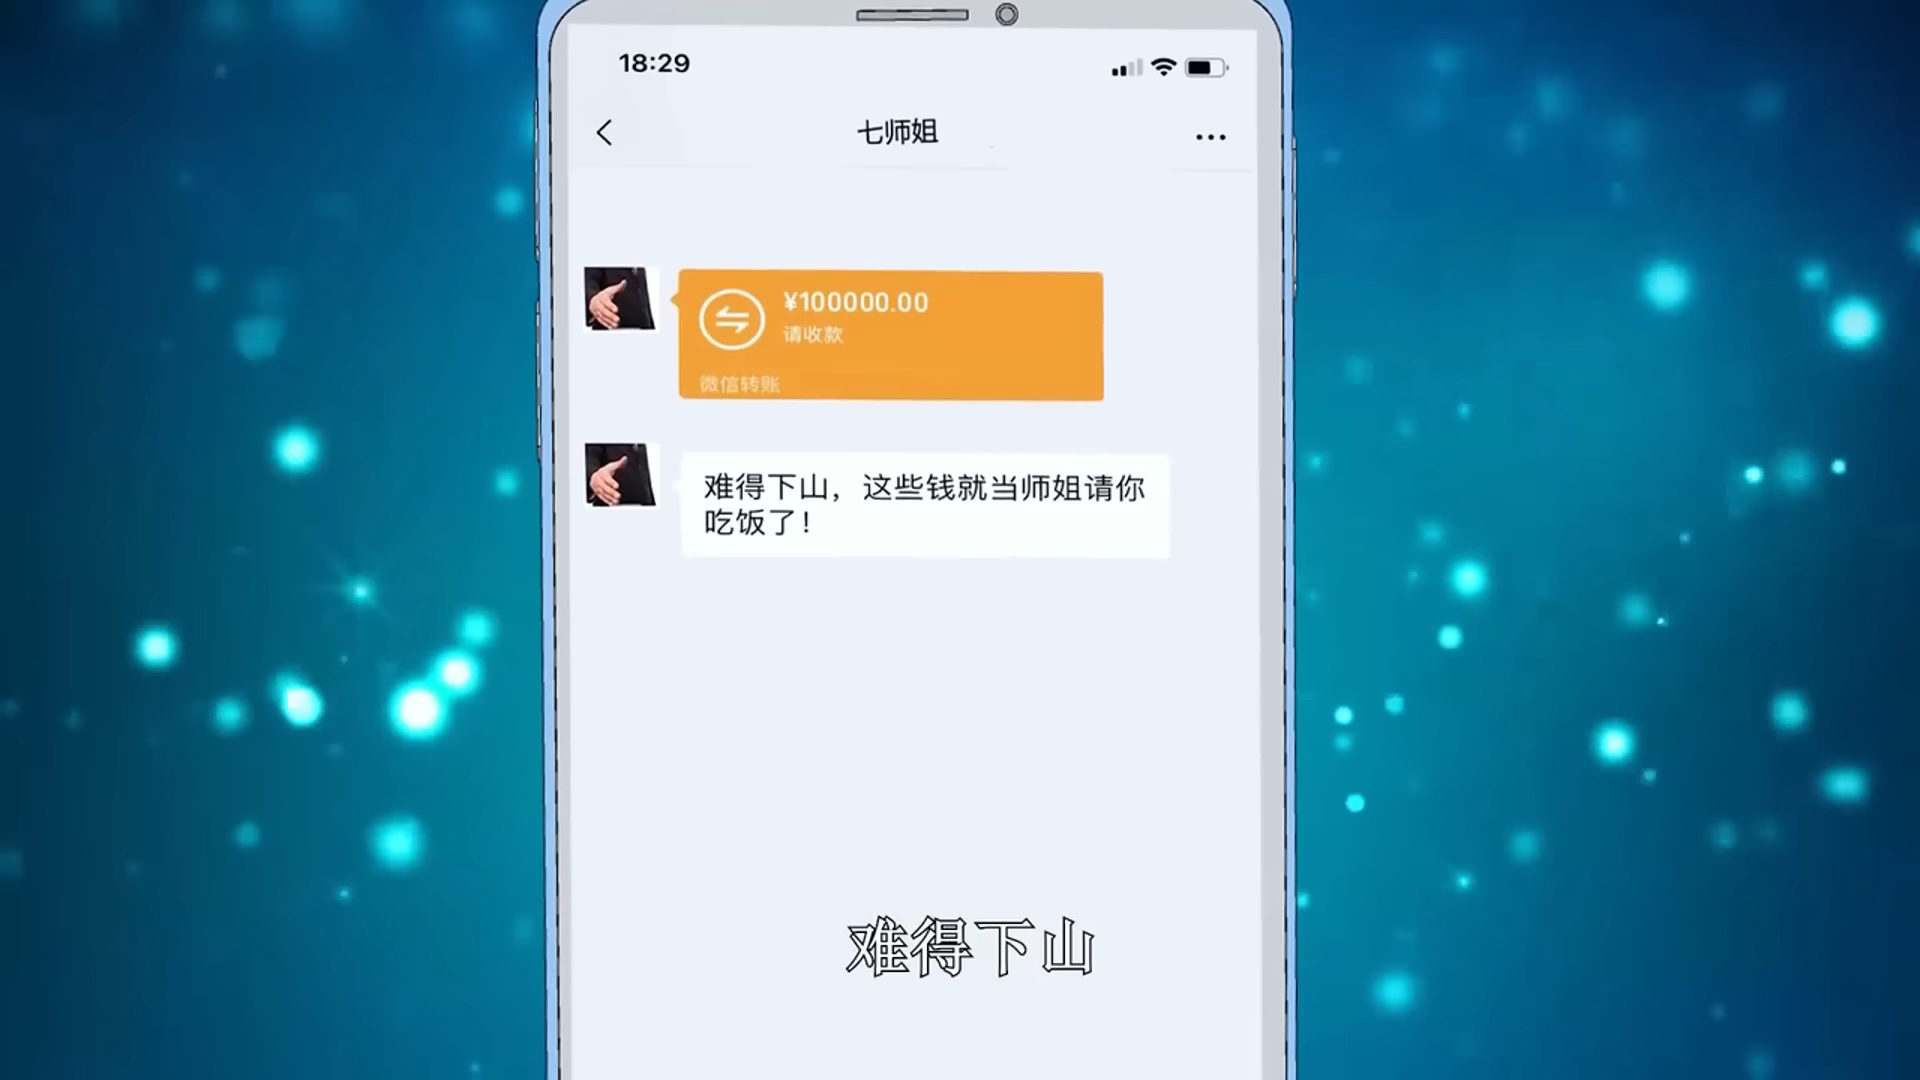 18:29
七师姐
¥100000.00
请收款
微信转账
难得下山，这些钱就当师姐请你
吃饭了！
难得下山